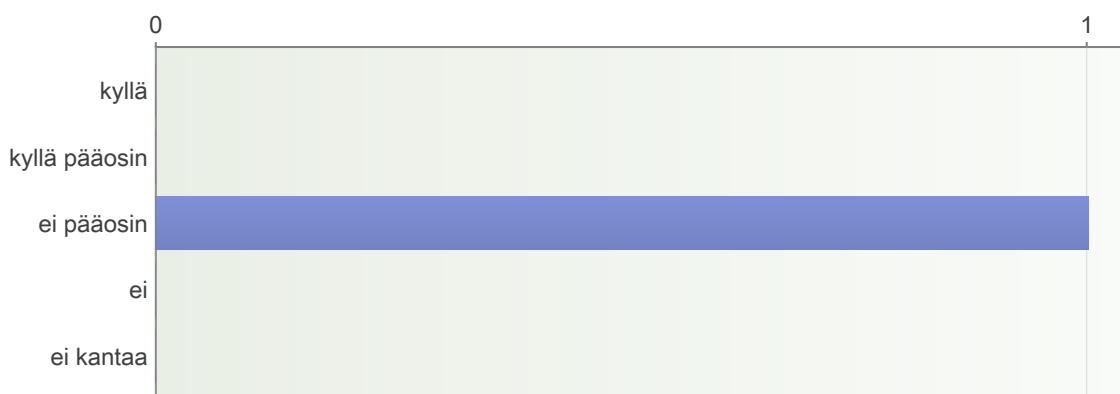 0 1
kyllä
kyllä pääosin
ei pääosin
ei
ei kantaa